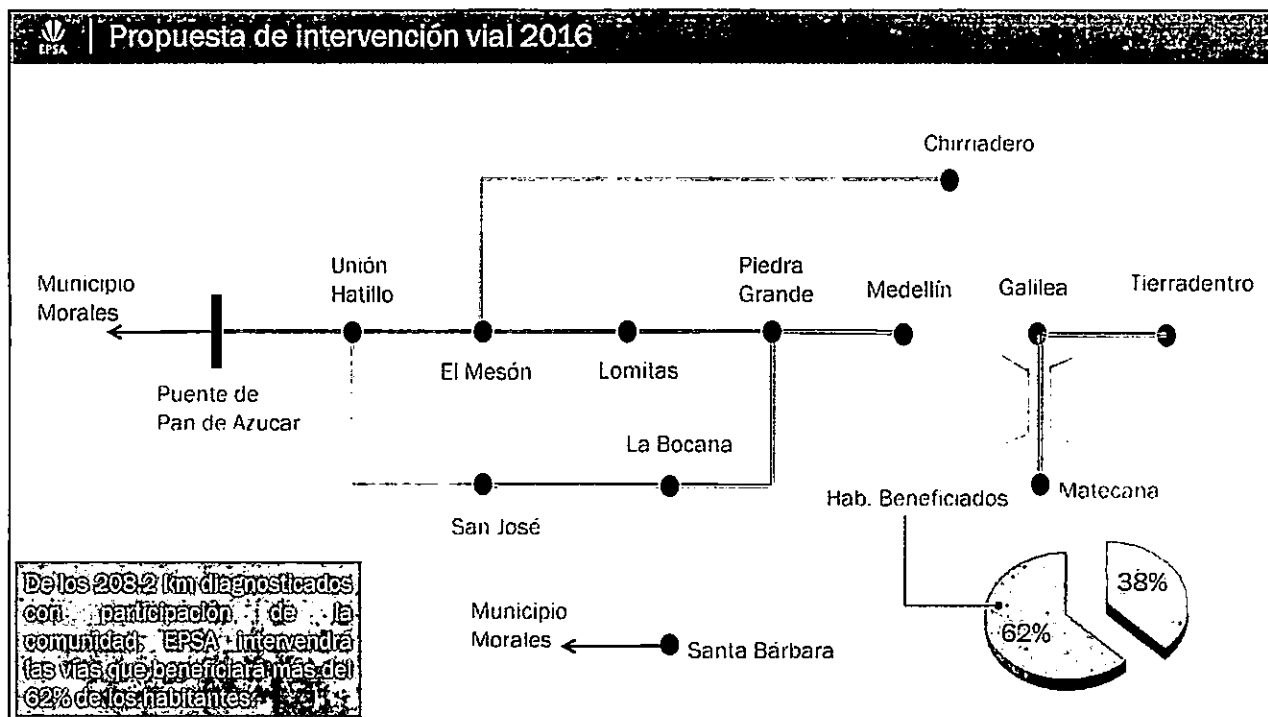 EPSA
Propuesta de intervención vial 2016
Chirriadero
Municipio
Morales
Unión
Hatillo
Piedra
Grande
Medellín
Galilea
Tierradentro
Puente de
Pan de Azucar
El Mesón
Lomitas
La Bocana
San José
Hab. Beneficiados
Matecana
De los 208,2 km diagnosticados
con participación de la
comunidad, EPSA intervendrá
las vías que beneficiará más del
62% de los habitantes.
Municipio
Morales
Santa Bárbara
38%
62%